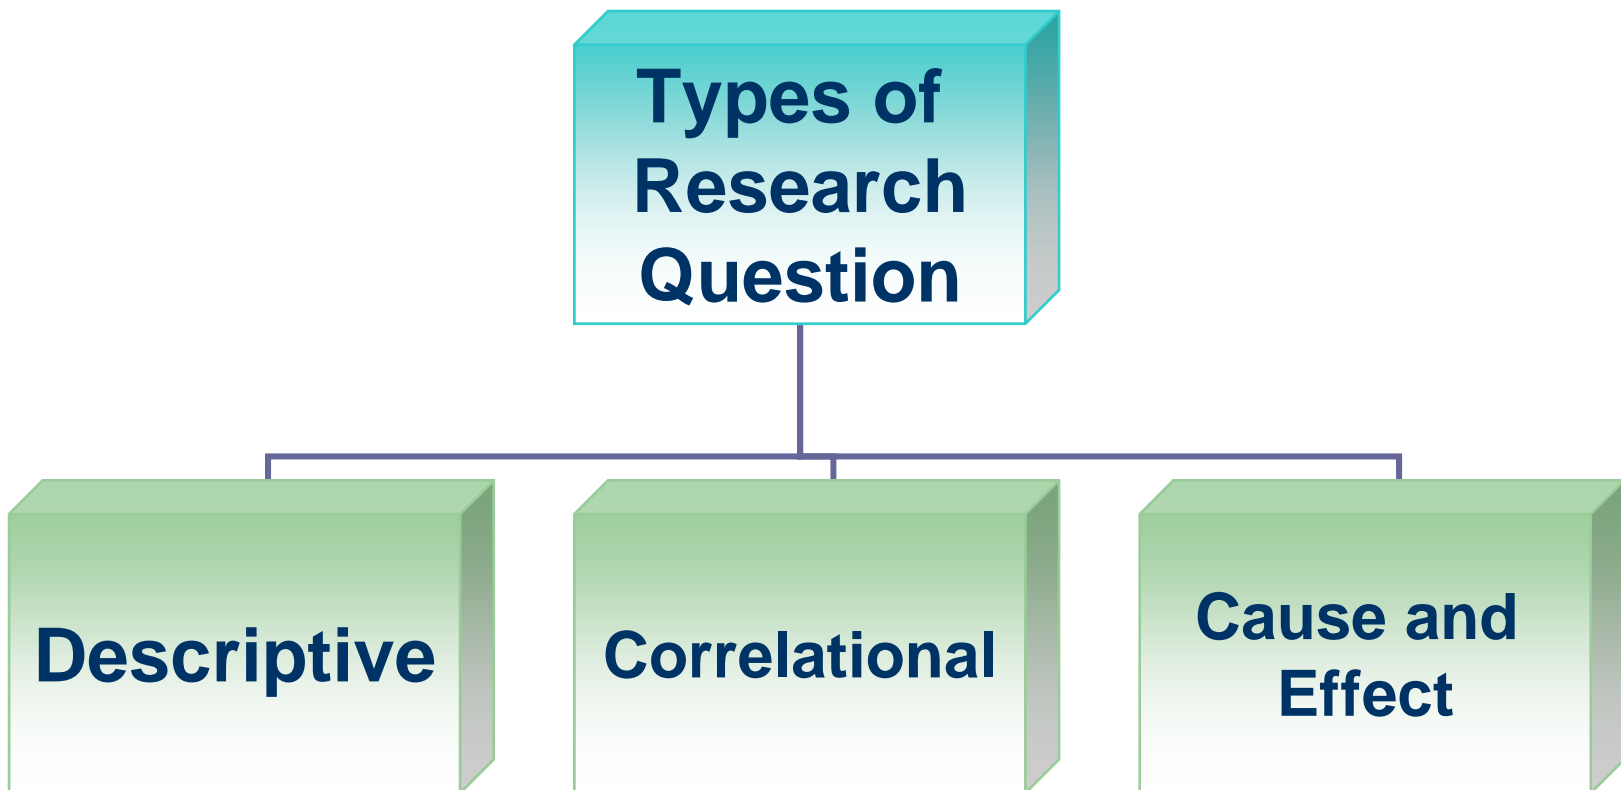 Types of
Research
Question
Descriptive
Correlational
Cause and
Effect